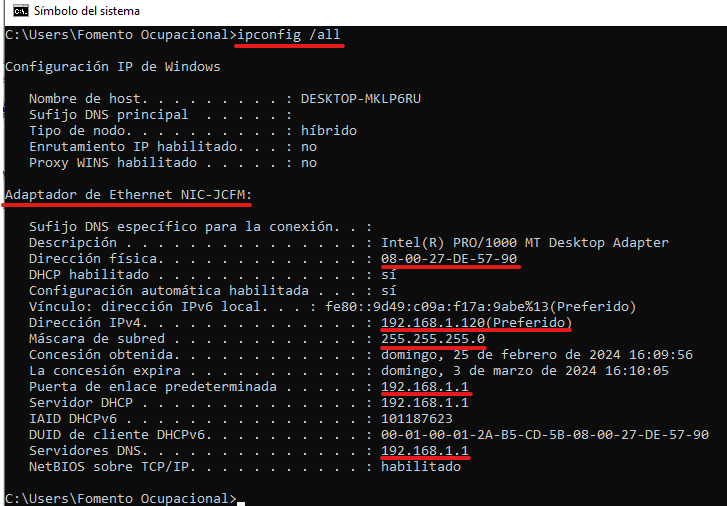 Símbolo del sistema
C:\Users\Fomento Ocupacional>ipconfig /all
Configuración IP de Windows
Nombre de host. . . . . . . . . : DESKTOP-MKLP6RU
Sufijo DNS principal  . . . . . :
Tipo de nodo. . . . . . . . . . : híbrido
Enrutamiento IP habilitado. . . : no
Proxy WINS habilitado . . . . . : no
Adaptador de Ethernet NIC-JCFM:
Sufijo DNS específico para la conexión. . :
Descripción . . . . . . . . . . . . . . . : Intel(R) PRO/1000 MT Desktop Adapter
Dirección física. . . . . . . . . . . . . : 08-00-27-DE-57-90
DHCP habilitado . . . . . . . . . . . . . : sí
Configuración automática habilitada . . . : sí
Vínculo: dirección IPv6 local. . . : fe80::9d49:c09a:f17a:9abe%13(Preferido)
Dirección IPv4. . . . . . . . . . . . . . : 192.168.1.120(Preferido)
Máscara de subred . . . . . . . . . . . . : 255.255.255.0
Concesión obtenida. . . . . . . . . . . . : domingo, 25 de febrero de 2024 16:09:56
La concesión expira . . . . . . . . . . . : domingo, 3 de marzo de 2024 16:10:05
Puerta de enlace predeterminada . . . . . : 192.168.1.1
Servidor DHCP . . . . . . . . . . . . . . : 192.168.1.1
IAID DHCPv6 . . . . . . . . . . . . . . . : 101187623
DUID de cliente DHCPv6. . . . . . . . . . : 00-01-00-01-2A-B5-CD-5B-08-00-27-DE-57-90
Servidores DNS. . . . . . . . . . . . . . : 192.168.1.1
NetBIOS sobre TCP/IP. . . . . . . . . . . : habilitado
C:\Users\Fomento Ocupacional>